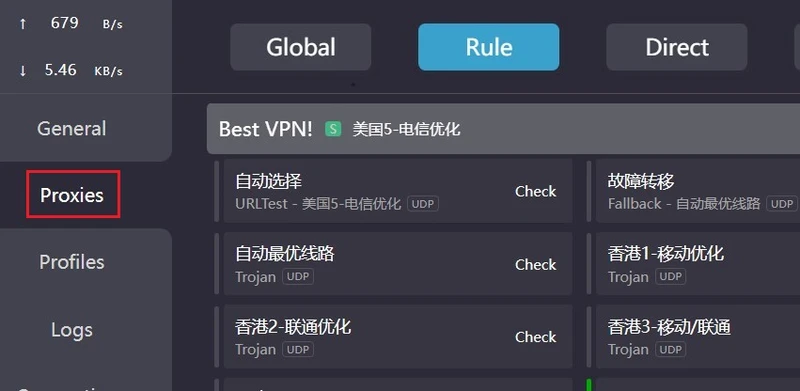 ↑ 679 B/s
↓ 5.46 KB/s
Global Rule Direct
General
Proxies
Profiles
Logs
Best VPN! S 美国5-电信优化
自动选择
URLTest - 美国5-电信优化 UDP
Check
故障转移
Fallback - 自动最优线路 UDP
自动最优线路
Trojan UDP
Check
香港1-移动优化
Trojan UDP
香港2-联通优化
Trojan UDP
Check
香港3-移动/联通
Trojan UDP